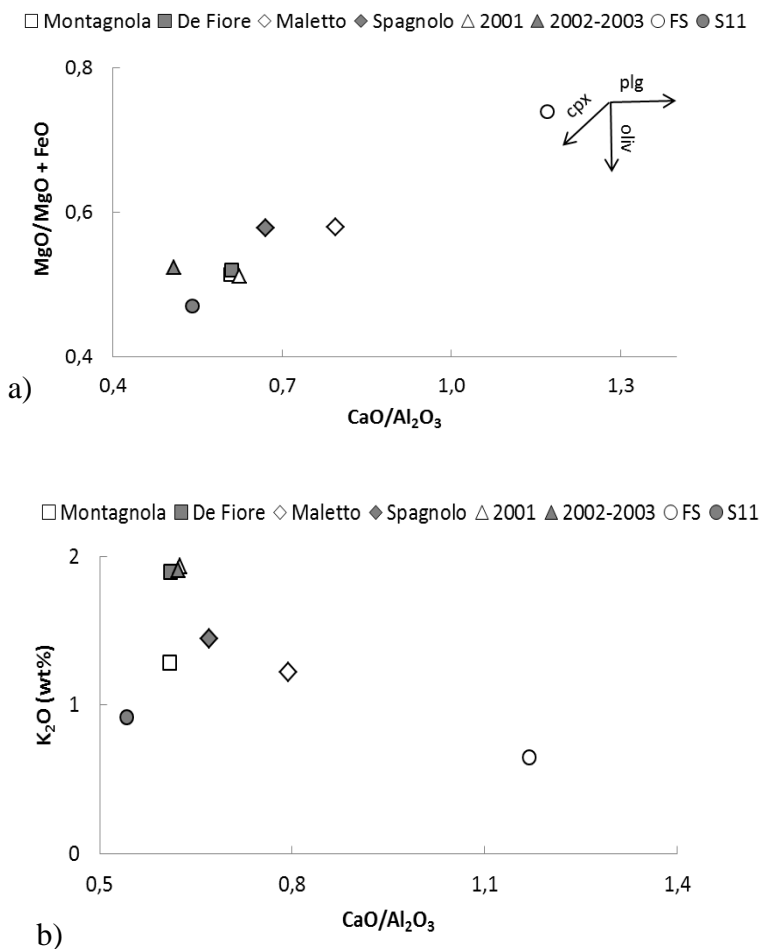 □ Montagnola ■ De Fiore ◇ Maletto ◆ Spagnolo △ 2001 ▲ 2002-2003 ○ FS ● S11
0,8
plg
cpx
oliv
MgO/MgO + FeO
0,6
0,4
0,4 0,7 1,0 1,3
a)
CaO/Al₂O₃
□ Montagnola ■ De Fiore ◇ Maletto ◆ Spagnolo △ 2001 ▲ 2002-2003 ○ FS ● S11
2
K₂O (wt%)
1
0
0,5 0,8 1,1 1,4
CaO/Al₂O₃
b)